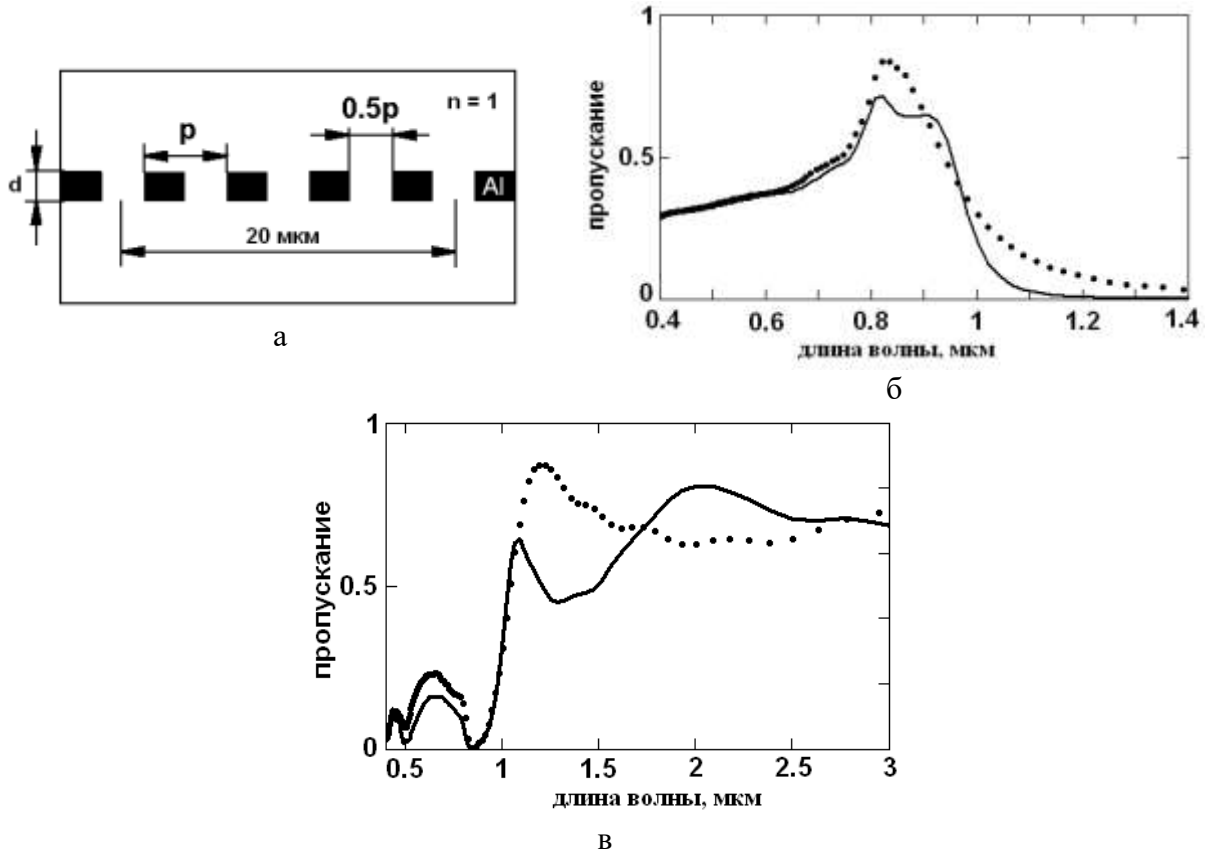 p
0.5p
n = 1
d
Al
20 мкм
а
1
0.5
0
пропускание
0.4 0.6 0.8 1 1.2 1.4
длина волны, мкм
б
1
0.5
0
пропускание
0.5 1 1.5 2 2.5 3
длина волны, мкм
в